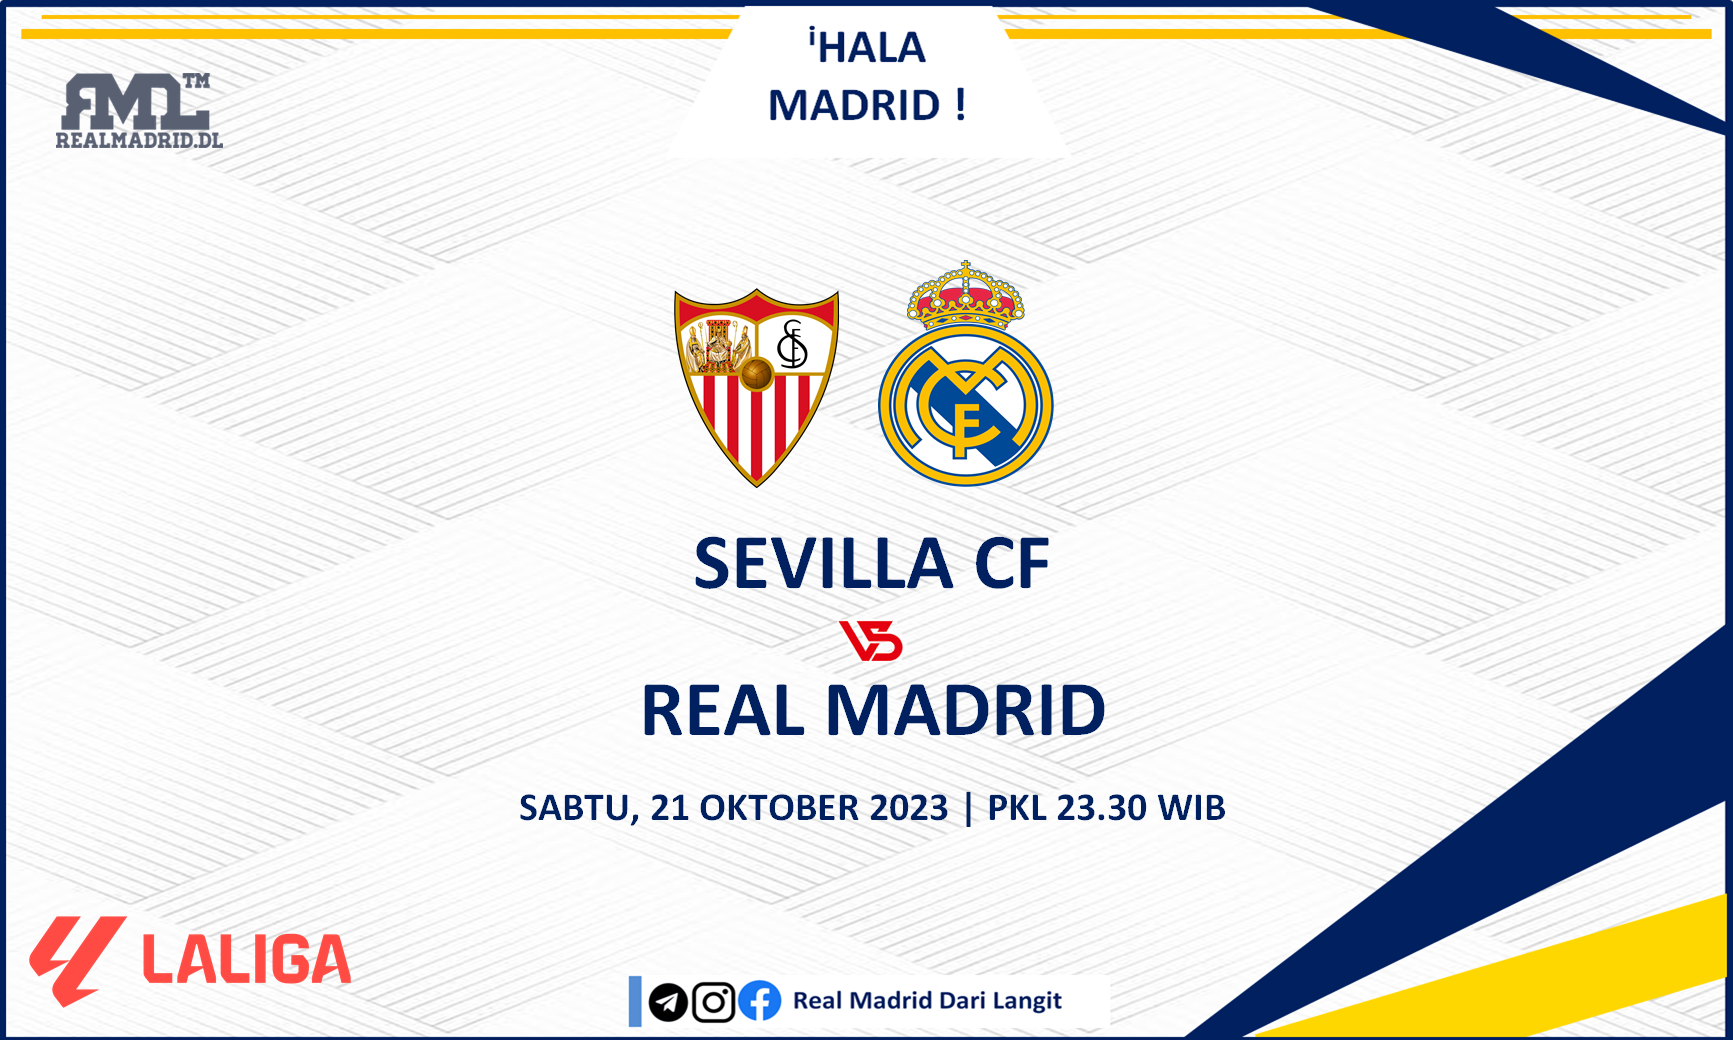 ¡HALA
MADRID !
RMDL™
REALMADRID.DL
SEVILLA CF
VS
REAL MADRID
SABTU, 21 OKTOBER 2023 | PKL 23.30 WIB
LALIGA
Real Madrid Dari Langit